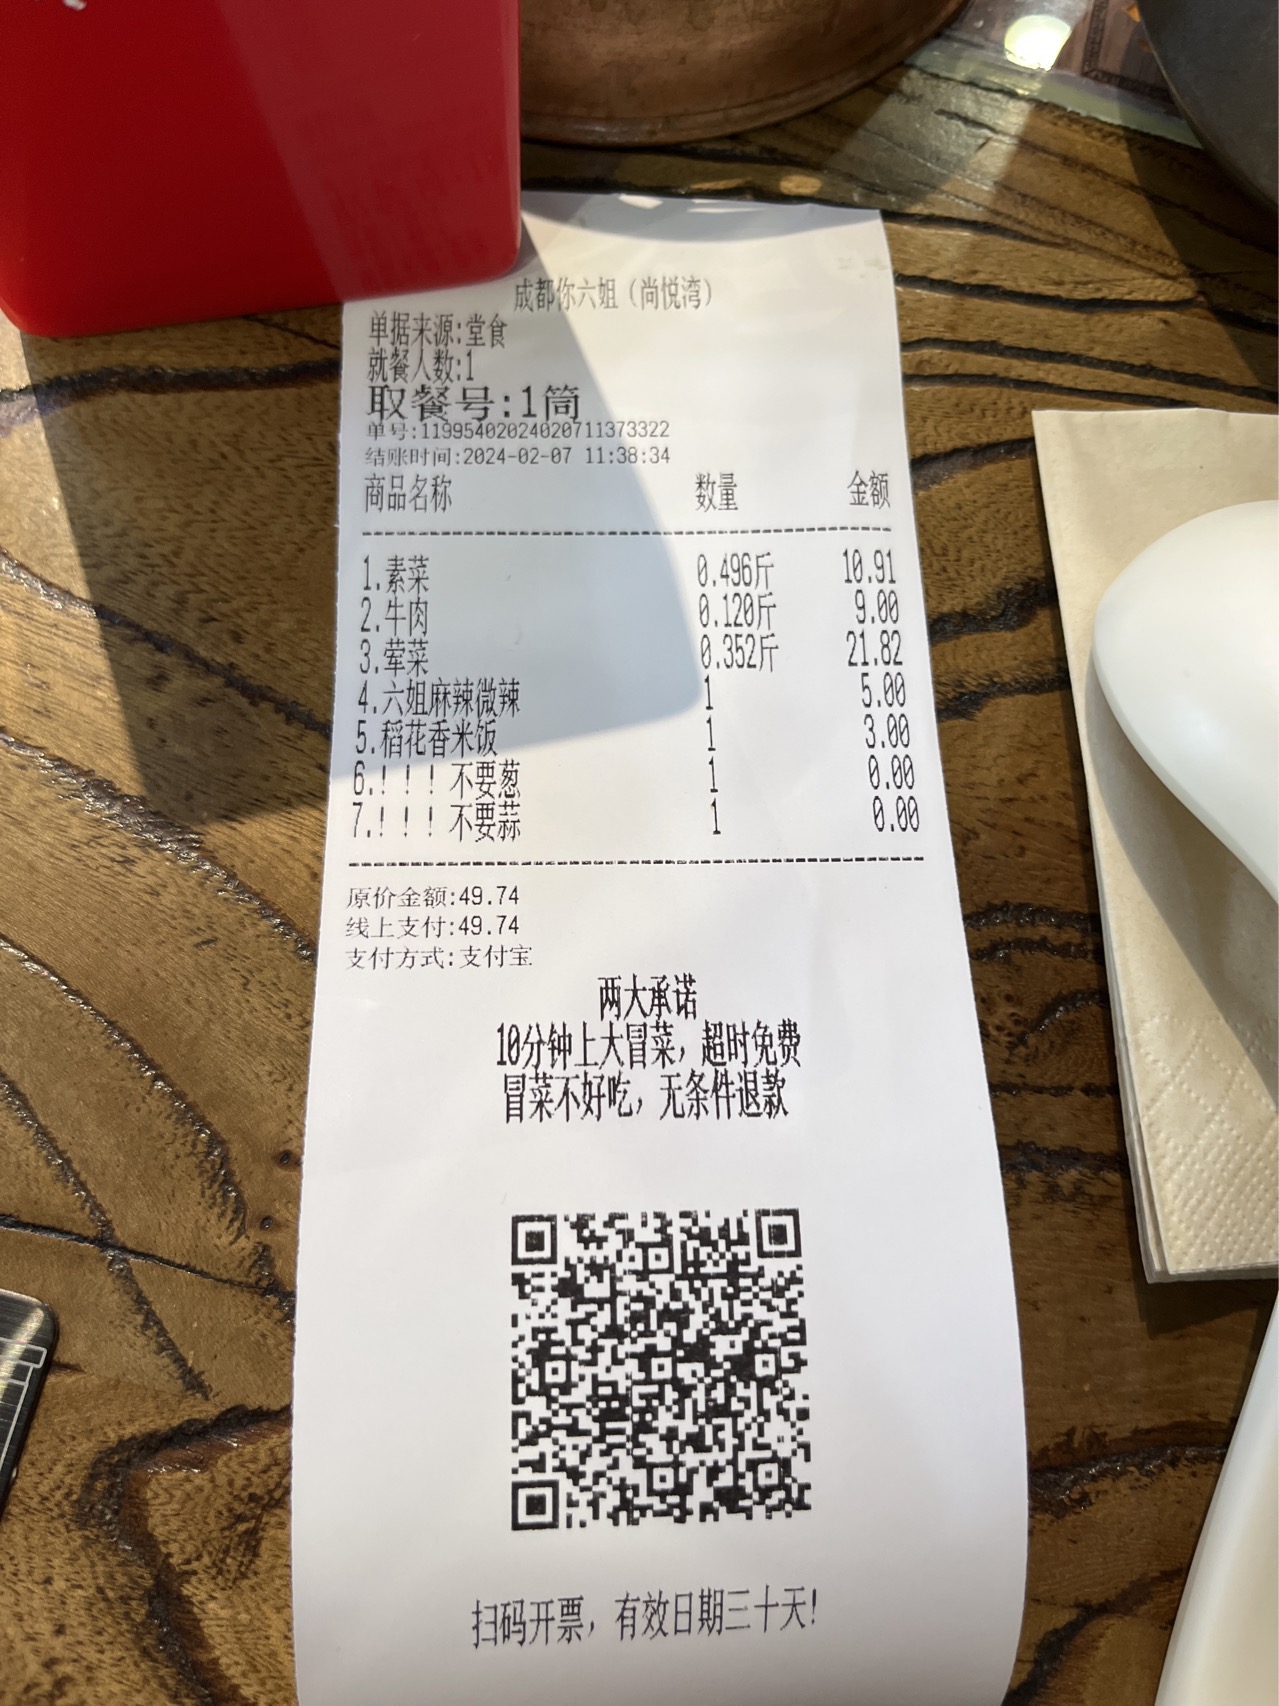 成都你六姐（尚悦湾）
单据来源:堂食
就餐人数:1
取餐号:1筒
单号:11995402024020711373322
结账时间:2024-02-07 11:38:34
商品名称 数量 金额
1.素菜 0.496斤 10.91
2.牛肉 0.120斤 9.00
3.荤菜 0.352斤 21.82
4.六姐麻辣微辣 1 5.00
5.稻花香米饭 1 3.00
6.!!! 不要葱 1 0.00
7.!!! 不要蒜 1 0.00
原价金额:49.74
线上支付:49.74
支付方式:支付宝
两大承诺
10分钟上大冒菜，超时免费
冒菜不好吃，无条件退款
扫码开票，有效日期三十天!